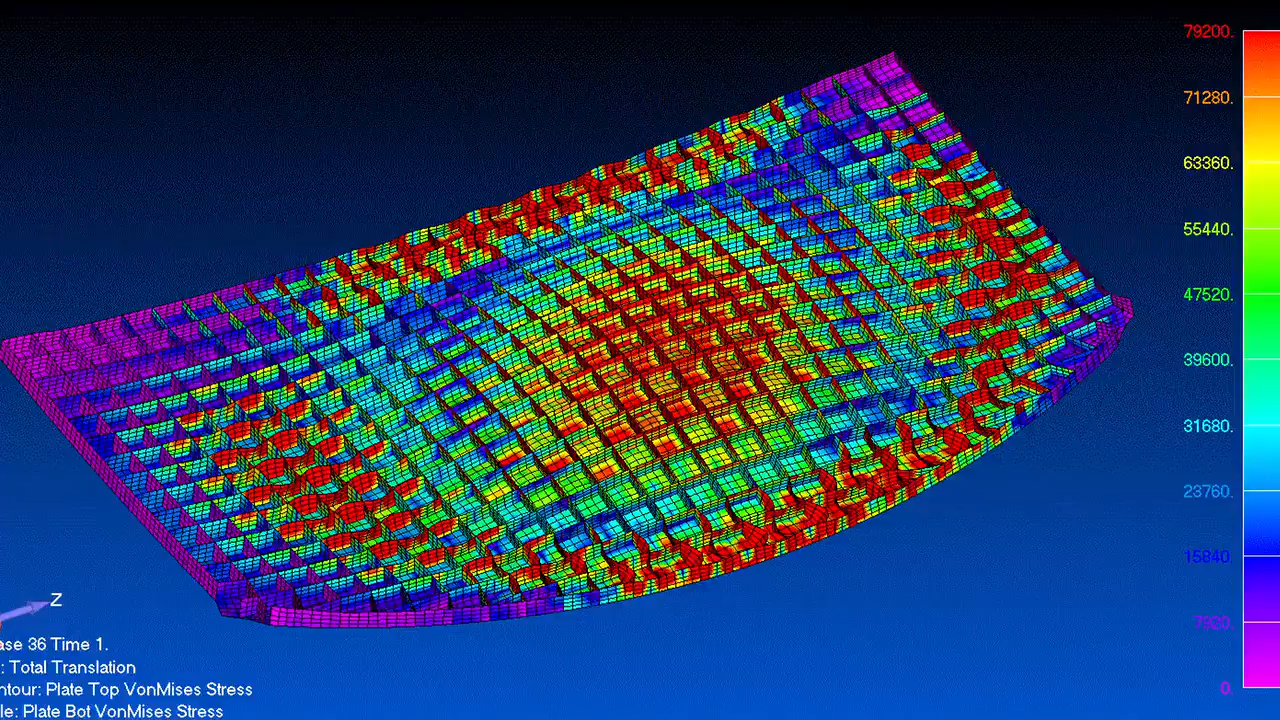 79200.
71280.
63360.
55440.
47520.
39600.
31680.
23760.
15840.
7920.
0.
Z
ase 36 Time 1.
: Total Translation
ntour: Plate Top VonMises Stress
le: Plate Bot VonMises Stress